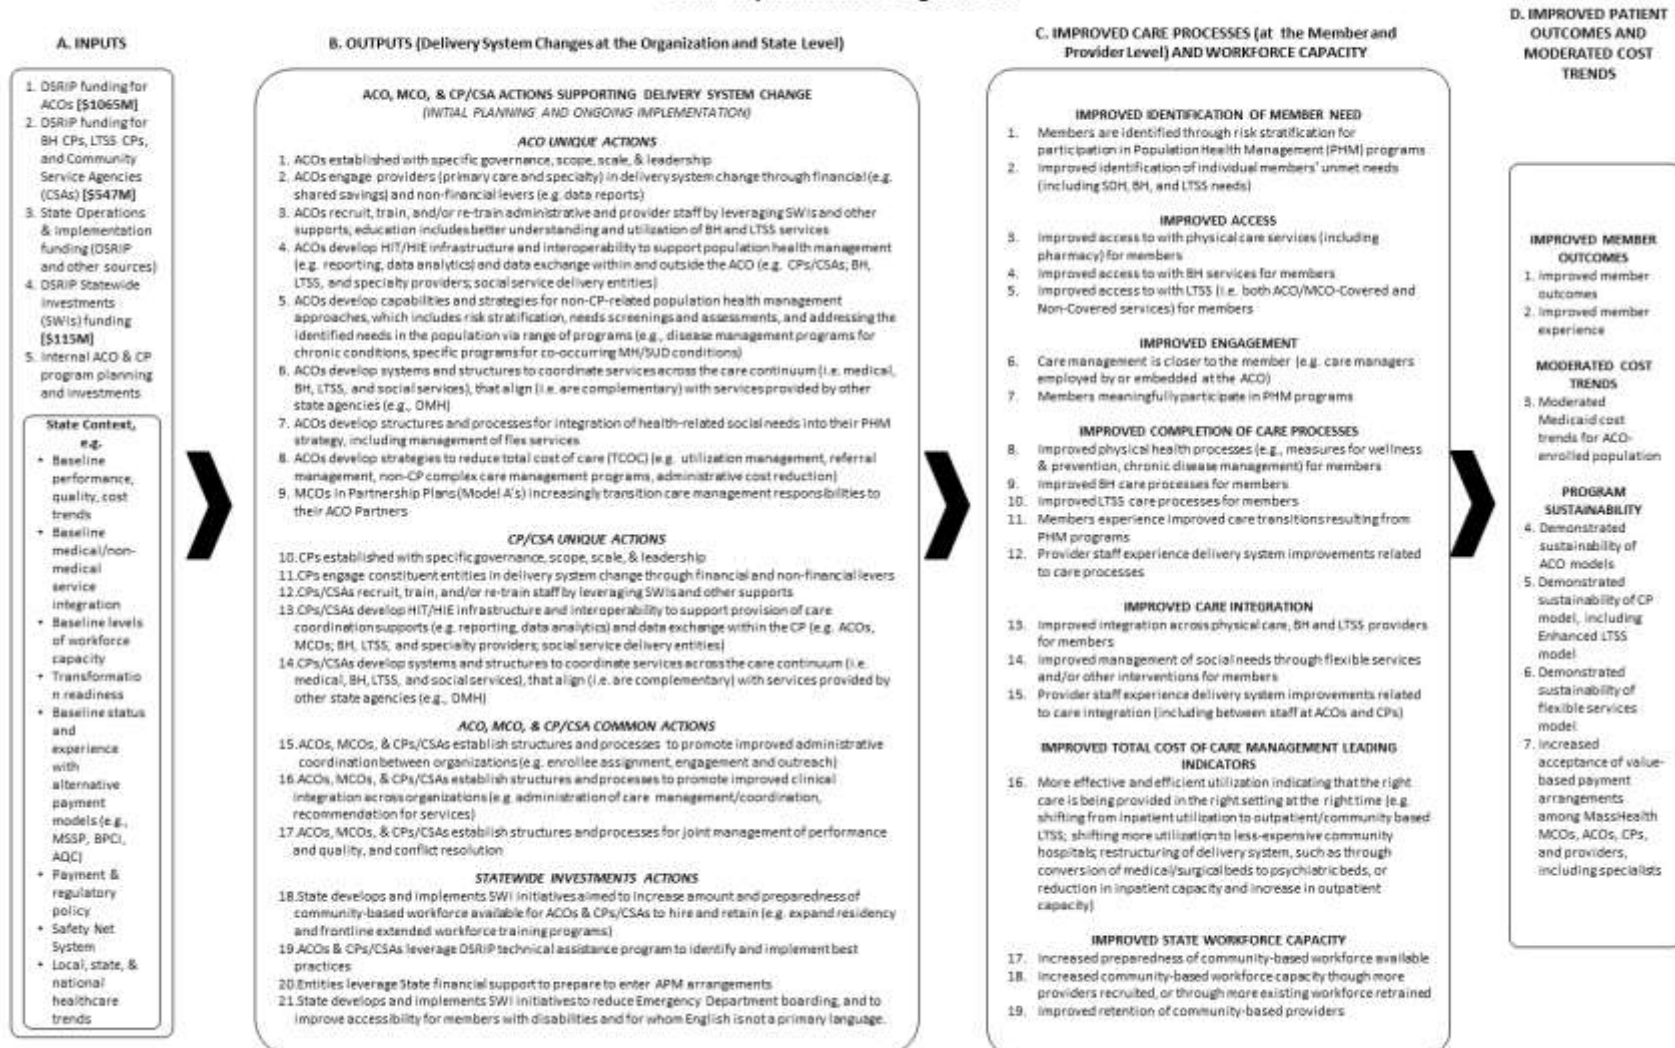 A. INPUTS
1. DSRIP funding for
ACOs [$1065M]
2. DSRIP funding for
BH CPs, LTSS CPs,
and Community
Service Agencies
(CSAs) [$547M]
3. State Operations
& Implementation
funding (DSRIP
and other sources)
4. DSRIP Statewide
Investments
(SWIs) funding
[$115M]
5. Internal ACO & CP
program planning
and investments
State Context,
e.g.
• Baseline
performance,
quality, cost
trends
• Baseline
medical/non-
medical
service
integration
• Baseline levels
of workforce
capacity
• Transformatio
n readiness
• Baseline status
and
experience
with
alternative
payment
models (e.g.,
MSSP, BPCI,
AQC)
• Payment &
regulatory
policy
• Safety Net
System
• Local, state, &
national
healthcare
trends
B. OUTPUTS (Delivery System Changes at the Organization and State Level)
ACO, MCO, & CP/CSA ACTIONS SUPPORTING DELIVERY SYSTEM CHANGE
(INITIAL PLANNING AND ONGOING IMPLEMENTATION)
ACO UNIQUE ACTIONS
1. ACOs established with specific governance, scope, scale, & leadership
2. ACOs engage providers (primary care and specialty) in delivery system change through financial (e.g.
shared savings) and non-financial levers (e.g. data reports)
3. ACOs recruit, train, and/or re-train administrative and provider staff by leveraging SWIs and other
supports, education includes better understanding and utilization of BH and LTSS services
4. ACOs develop HIT/HIE infrastructure and interoperability to support population health management
(e.g. reporting, data analytics) and data exchange within and outside the ACO (e.g. CPs/CSAs; BH,
LTSS, and specialty providers; social service delivery entities)
5. ACOs develop capabilities and strategies for non-CP-related population health management
approaches, which includes risk stratification, needs screenings and assessments, and addressing the
identified needs in the population via range of programs (e.g., disease management programs for
chronic conditions, specific programs for co-occurring MH/SUD conditions)
6. ACOs develop systems and structures to coordinate services across the care continuum (i.e. medical,
BH, LTSS, and social services), that align (i.e. are complementary) with services provided by other
state agencies (e.g., DMH)
7. ACOs develop structures and processes for integration of health-related social needs into their PHM
strategy, including management of flex services
8. ACOs develop strategies to reduce total cost of care (TCOC) (e.g. utilization management, referral
management, non-CP complex care management programs, administrative cost reduction)
9. MCOs in Partnership Plans (Model A's) increasingly transition care management responsibilities to
their ACO Partners
CP/CSA UNIQUE ACTIONS
10.CPs established with specific governance, scope, scale, & leadership
11.CPs engage constituent entities in delivery system change through financial and non-financial levers
12.CPs/CSAs recruit, train, and/or re-train staff by leveraging SWIs and other supports
13.CPs/CSAs develop HIT/HIE infrastructure and interoperability to support provision of care
coordination supports (e.g. reporting, data analytics) and data exchange within the CP (e.g. ACOs,
MCOs; BH, LTSS, and specialty providers; social service delivery entities)
14.CPs/CSAs develop systems and structures to coordinate services across the care continuum (i.e.
medical, BH, LTSS, and social services), that align (i.e. are complementary) with services provided by
other state agencies (e.g., DMH)
ACO, MCO, & CP/CSA COMMON ACTIONS
15.ACOs, MCOs, & CPs/CSAs establish structures and processes to promote improved administrative
coordination between organizations (e.g. enrollee assignment, engagement and outreach)
16.ACOs, MCOs, & CPs/CSAs establish structures and processes to promote improved clinical
integration across organizations (e.g. administration of care management/coordination,
recommendation for services)
17.ACOs, MCOs, & CPs/CSAs establish structures and processes for joint management of performance
and quality, and conflict resolution
STATEWIDE INVESTMENTS ACTIONS
18.State develops and implements SWI initiatives aimed to increase amount and preparedness of
community-based workforce available for ACOs & CPs/CSAs to hire and retain (e.g. expand residency
and frontline extended workforce training programs)
19.ACOs & CPs/CSAs leverage DSRIP technical assistance program to identify and implement best
practices
20.Entities leverage State financial support to prepare to enter APM arrangements
21.State develops and implements SWI initiatives to reduce Emergency Department boarding, and to
improve accessibility for members with disabilities and for whom English is not a primary language.
C. IMPROVED CARE PROCESSES (at the Member and
Provider Level) AND WORKFORCE CAPACITY
IMPROVED IDENTIFICATION OF MEMBER NEED
1. Members are identified through risk stratification for
participation in Population Health Management (PHM) programs
2. Improved identification of individual members' unmet needs
(including SDH, BH, and LTSS needs)
IMPROVED ACCESS
3. Improved access to with physical care services (including
pharmacy) for members
4. Improved access to with BH services for members
5. Improved access to with LTSS (i.e. both ACO/MCO-Covered and
Non-Covered services) for members
IMPROVED ENGAGEMENT
6. Care management is closer to the member (e.g. care managers
employed by or embedded at the ACO)
7. Members meaningfully participate in PHM programs
IMPROVED COMPLETION OF CARE PROCESSES
8. Improved physical health processes (e.g., measures for wellness
& prevention, chronic disease management) for members
9. Improved BH care processes for members
10. Improved LTSS care processes for members
11. Members experience improved care transitions resulting from
PHM programs
12. Provider staff experience delivery system improvements related
to care processes
IMPROVED CARE INTEGRATION
13. Improved integration across physical care, BH and LTSS providers
for members
14. Improved management of social needs through flexible services
and/or other interventions for members
15. Provider staff experience delivery system improvements related
to care integration (including between staff at ACOs and CPs)
IMPROVED TOTAL COST OF CARE MANAGEMENT LEADING
INDICATORS
16. More effective and efficient utilization indicating that the right
care is being provided in the right setting at the right time (e.g.
shifting from inpatient utilization to outpatient/community based
LTSS; shifting more utilization to less-expensive community
hospitals; restructuring of delivery system, such as through
conversion of medical/surgical beds to psychiatric beds, or
reduction in inpatient capacity and increase in outpatient
capacity)
IMPROVED STATE WORKFORCE CAPACITY
17. Increased preparedness of community-based workforce available
18. Increased community-based workforce capacity though more
providers recruited, or through more existing workforce retrained
19. Improved retention of community-based providers
D. IMPROVED PATIENT
OUTCOMES AND
MODERATED COST
TRENDS
IMPROVED MEMBER
OUTCOMES
1. Improved member
outcomes
2. Improved member
experience
MODERATED COST
TRENDS
3. Moderated
Medicaid cost
trends for ACO-
enrolled population
PROGRAM
SUSTAINABILITY
4. Demonstrated
sustainability of
ACO models
5. Demonstrated
sustainability of CP
model, including
Enhanced LTSS
model
6. Demonstrated
sustainability of
flexible services
model
7. Increased
acceptance of value-
based payment
arrangements
among MassHealth
MCOs, ACOs, CPs,
and providers,
including specialists